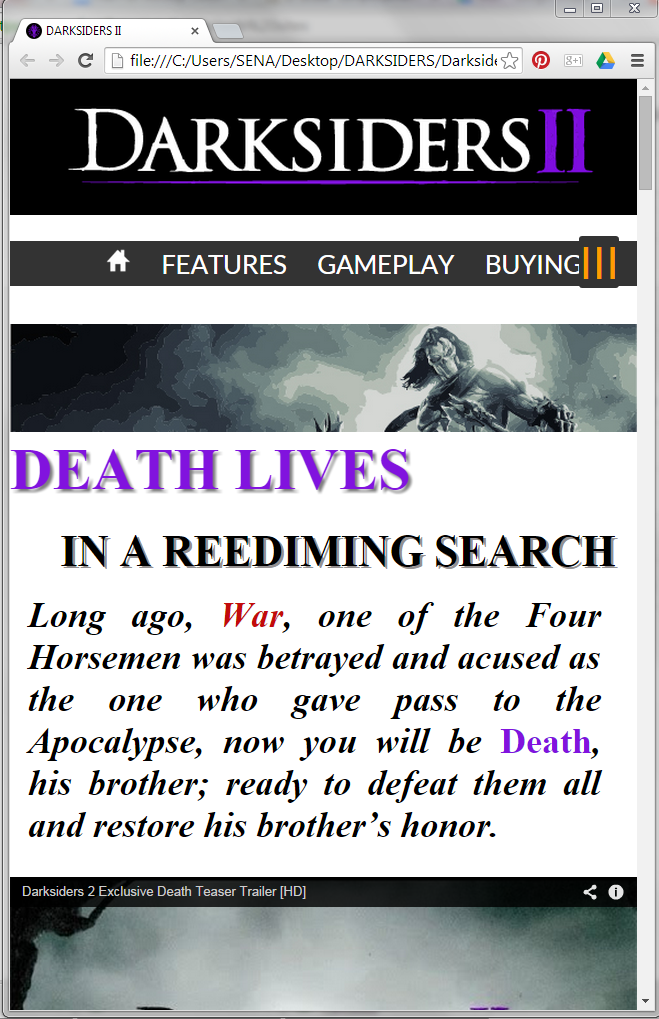 DARKSIDERS II
file:///C:/Users/SENA/Desktop/DARKSIDERS/Darkside
g+1
DARKSIDERS II
FEATURES GAMEPLAY BUYING
DEATH LIVES
IN A REEDIMING SEARCH
Long ago, War, one of the Four
Horsemen was betrayed and acused as
the one who gave pass to the
Apocalypse, now you will be Death,
his brother; ready to defeat them all
and restore his brother’s honor.
Darksiders 2 Exclusive Death Teaser Trailer [HD]